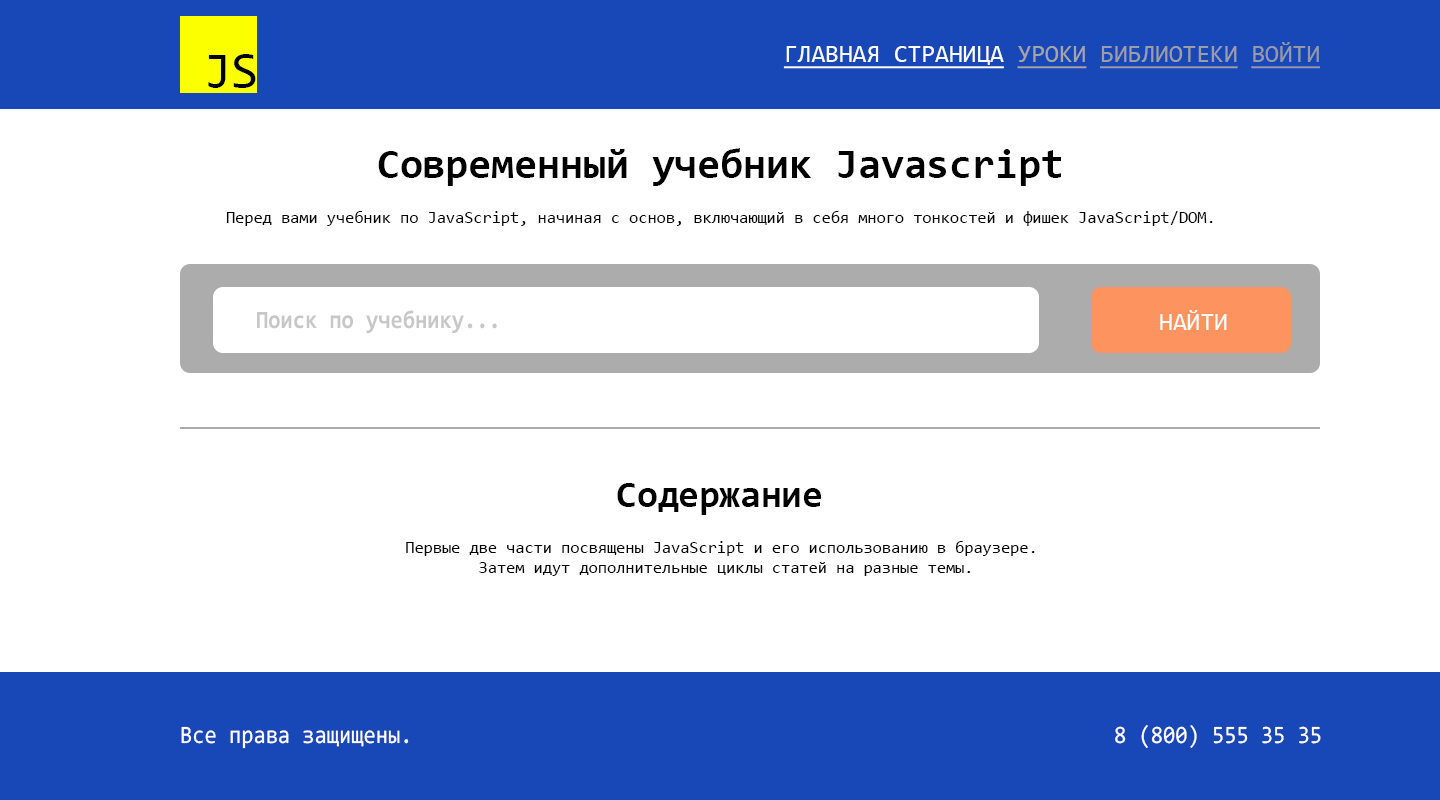 JS
ГЛАВНАЯ СТРАНИЦА УРОКИ БИБЛИОТЕКИ ВОЙТИ
Современный учебник Javascript
Перед вами учебник по JavaScript, начиная с основ, включающий в себя много тонкостей и фишек JavaScript/DOM.
Поиск по учебнику...
НАЙТИ
Содержание
Первые две части посвящены JavaScript и его использованию в браузере.
Затем идут дополнительные циклы статей на разные темы.
Все права защищены.
8 (800) 555 35 35